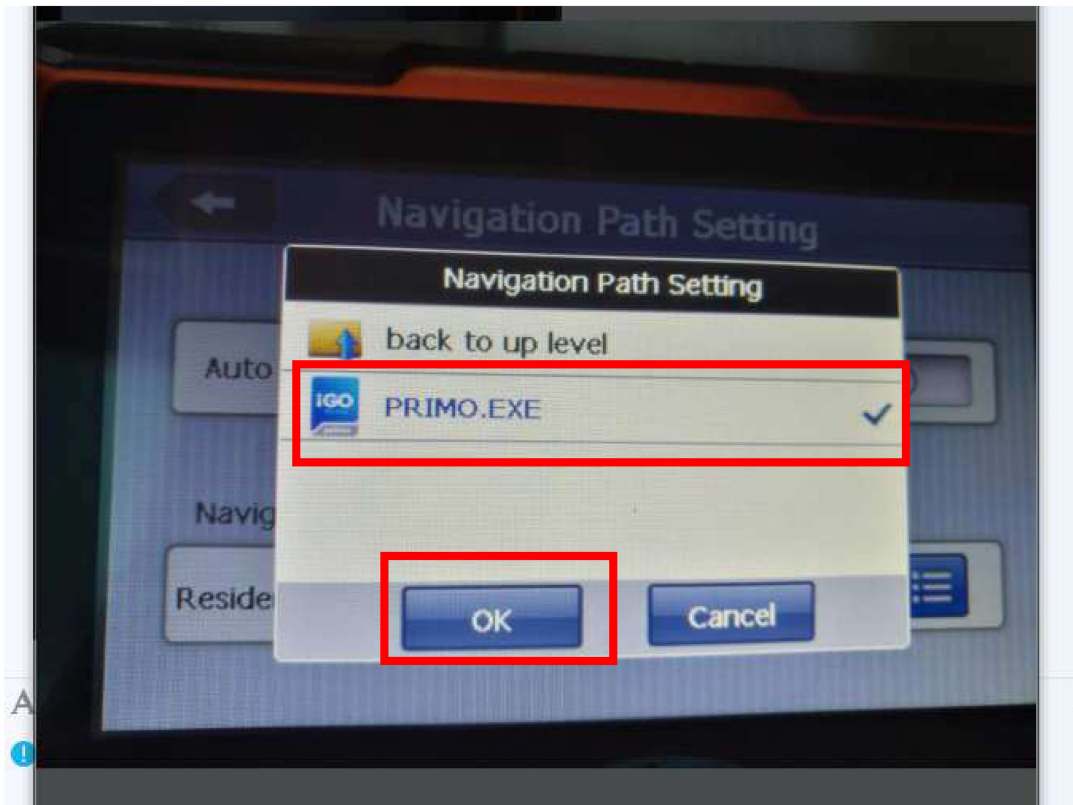 Navigation Path Setting
Navigation Path Setting
back to up level
Auto
iGO
PRIMO.EXE
Navig
Reside
OK
Cancel
A